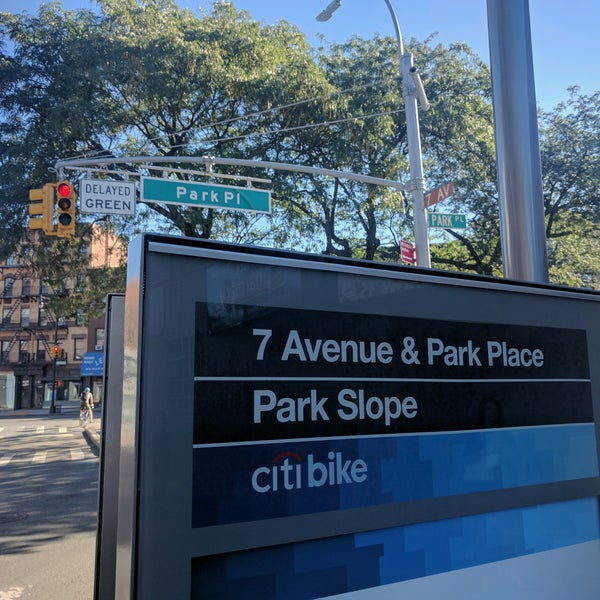 DELAYED
GREEN
Park Pl
7 AV
PARK PL
7 Avenue & Park Place
Park Slope
citi bike